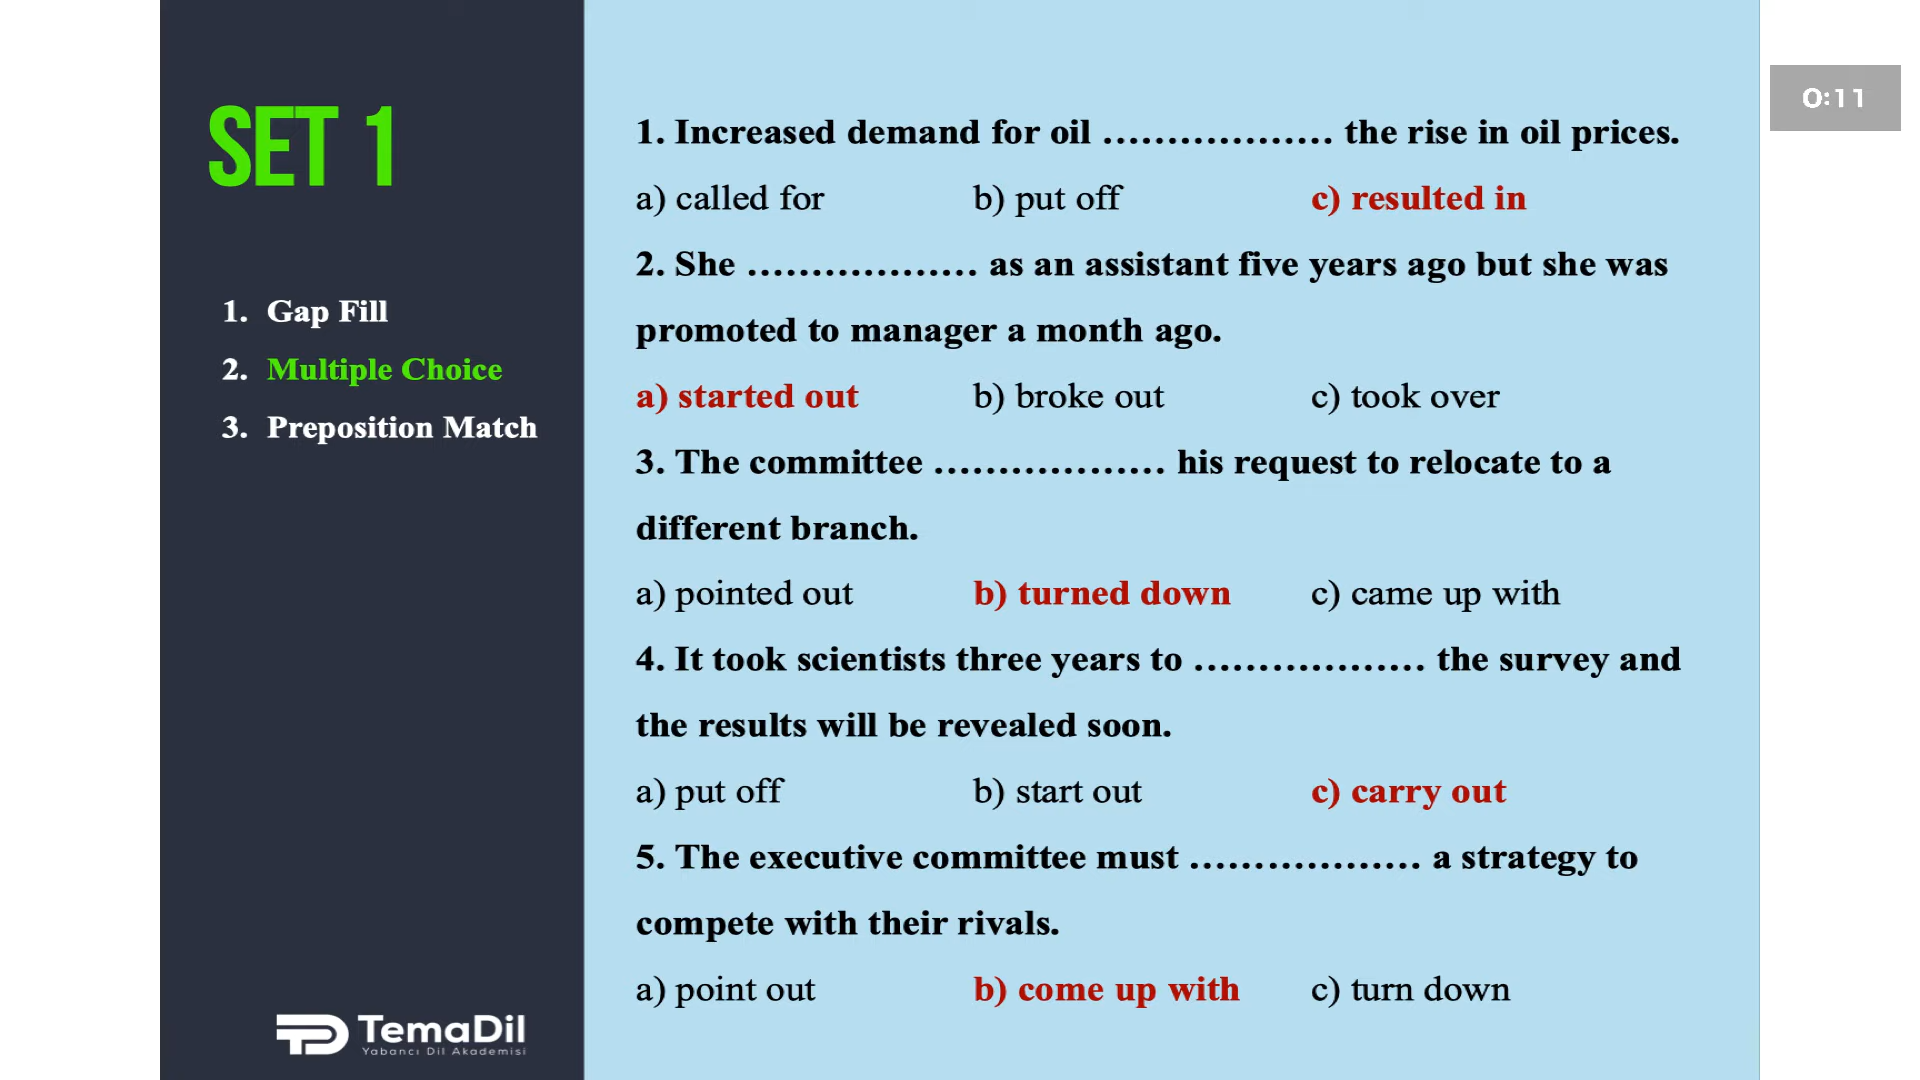 SET 1
1. Gap Fill
2. Multiple Choice
3. Preposition Match
TemaDil
Yabancı Dil Akademisi
1. Increased demand for oil .................. the rise in oil prices.
a) called for b) put off c) resulted in
2. She .................. as an assistant five years ago but she was
promoted to manager a month ago.
a) started out b) broke out c) took over
3. The committee .................. his request to relocate to a
different branch.
a) pointed out b) turned down c) came up with
4. It took scientists three years to .................. the survey and
the results will be revealed soon.
a) put off b) start out c) carry out
5. The executive committee must .................. a strategy to
compete with their rivals.
a) point out b) come up with c) turn down
0:11